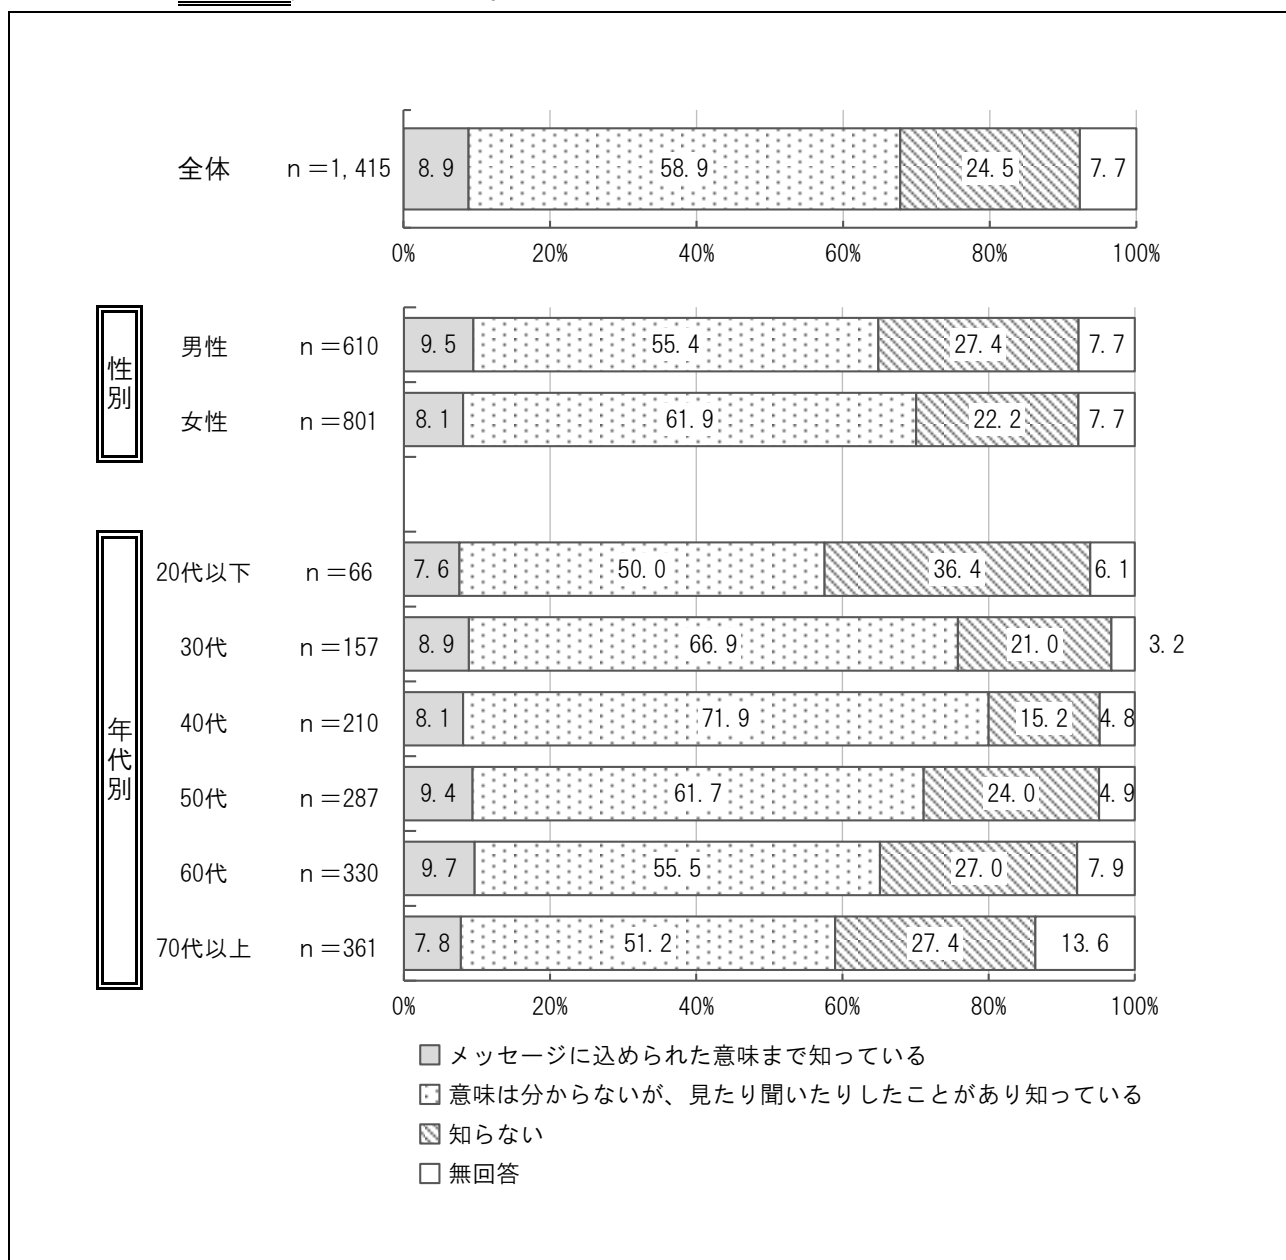 全体 n=1,415 8.9 58.9 24.5 7.7
0% 20% 40% 60% 80% 100%
性別
男性 n=610 9.5 55.4 27.4 7.7
女性 n=801 8.1 61.9 22.2 7.7
年代別
20代以下 n=66 7.6 50.0 36.4 6.1
30代 n=157 8.9 66.9 21.0 3.2
40代 n=210 8.1 71.9 15.2 4.8
50代 n=287 9.4 61.7 24.0 4.9
60代 n=330 9.7 55.5 27.0 7.9
70代以上 n=361 7.8 51.2 27.4 13.6
0% 20% 40% 60% 80% 100%
メッセージに込められた意味まで知っている
意味は分からないが、見たり聞いたりしたことがあり知っている
知らない
無回答